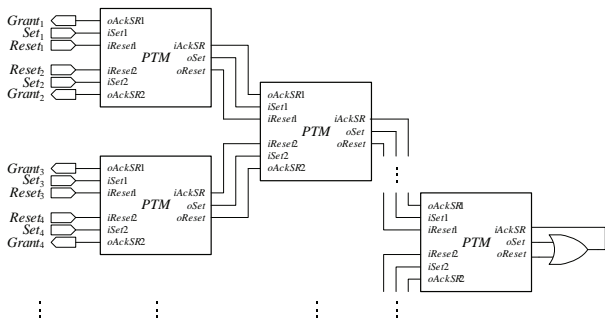 Grant1 oAckSR1
Set1 iSet1
Reset1 iReset1 iAckSR
PTM oSet
Reset2 iReset2 oReset
Set2 iSet2
Grant2 oAckSR2
oAckSR1
iSet1
iReset1 iAckSR
PTM oSet
iReset2 oReset
iSet2
oAckSR2
Grant3 oAckSR1
Set3 iSet1
Reset3 iReset1 iAckSR
PTM oSet
Reset4 iReset2 oReset
Set4 iSet2
Grant4 oAckSR2
oAckSR1
iSet1
iReset1 iAckSR
PTM oSet
iReset2 oReset
iSet2
oAckSR2